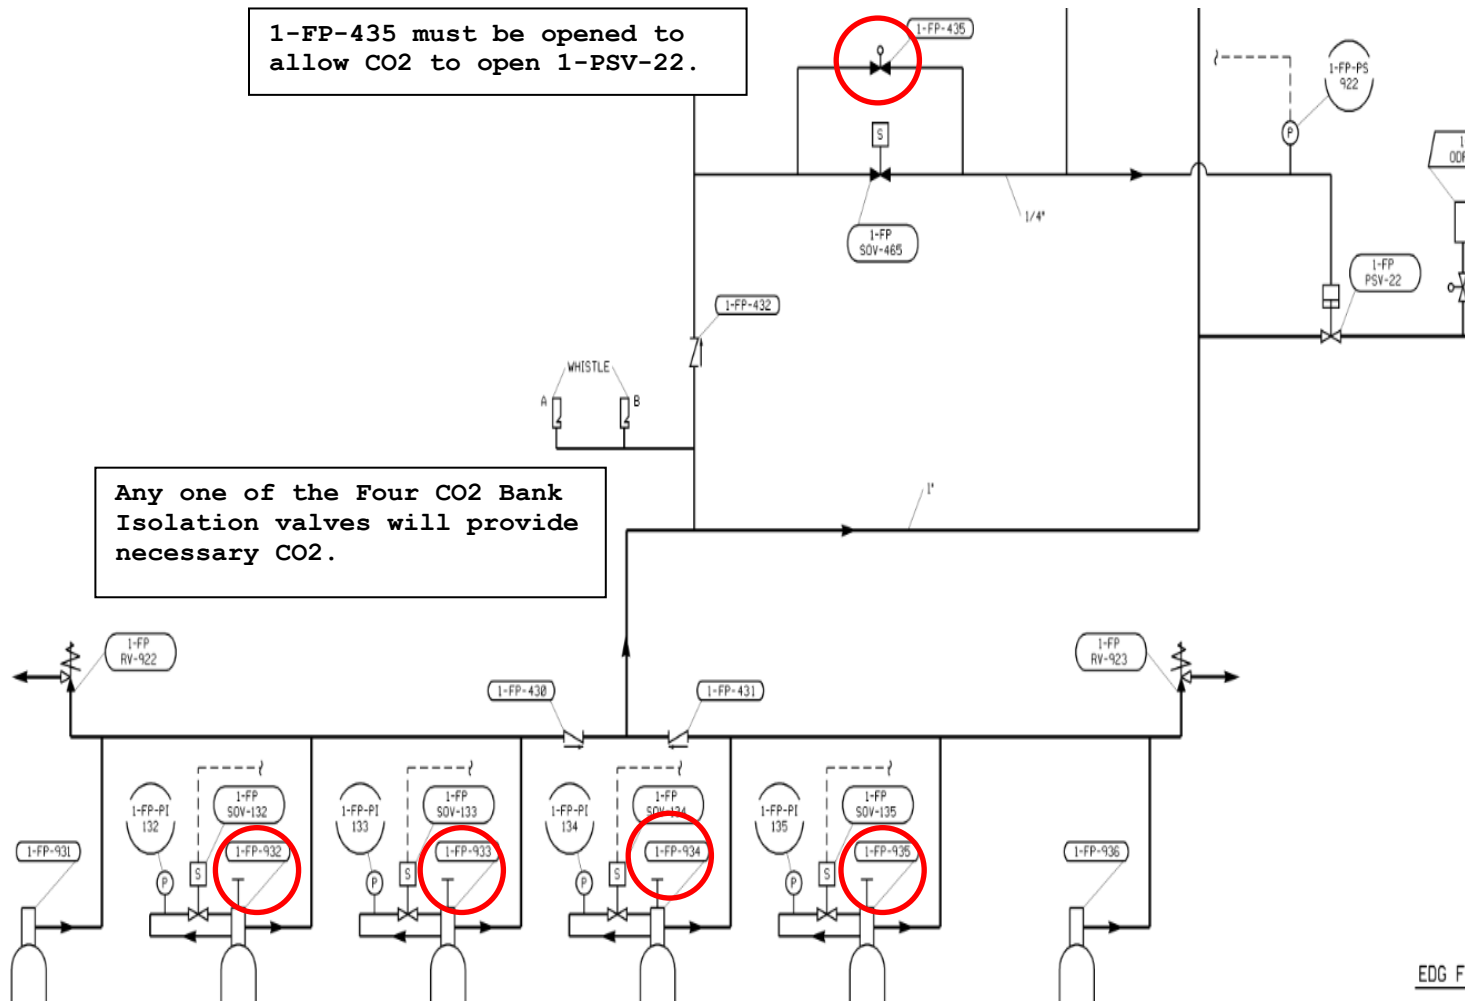 1-FP-435 must be opened to
allow CO2 to open 1-PSV-22.
1-FP-435
1-FP-PS
922
P
S
1/4"
1-FP
SOV-465
1-FP
PSV-22
1-FP-432
WHISTLE
A
B
Any one of the Four CO2 Bank
Isolation valves will provide
necessary CO2.
1"
1-FP
RV-922
1-FP
RV-923
1-FP-430
1-FP-431
1-FP-PI
132
1-FP
SOV-132
1-FP-PI
133
1-FP
SOV-133
1-FP-PI
134
1-FP
SOV-134
1-FP-PI
135
1-FP
SOV-135
1-FP-931
1-FP-932
1-FP-933
1-FP-934
1-FP-935
1-FP-936
P
S
P
S
P
S
P
S
EDG F